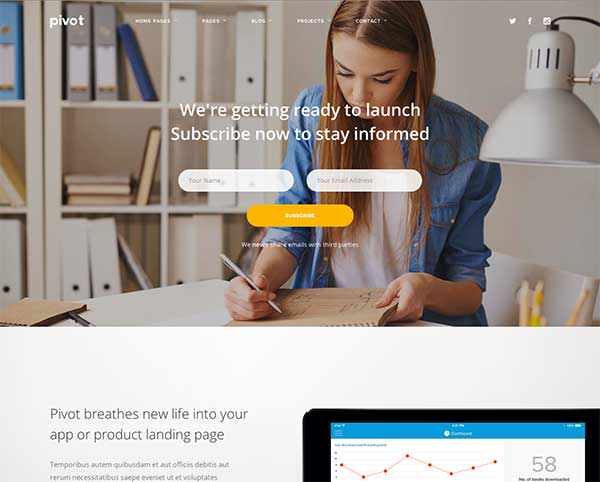 pivot
HOME PAGES
PAGES
BLOG
PROJECTS
CONTACT
We're getting ready to launch
Subscribe now to stay informed
Your Name
Your Email Address
SUBSCRIBE
We never share emails with third parties
Pivot breathes new life into your
app or product landing page
Temporibus autem quibusdam et aut officiis debitis aut
rerum necessitatibus saepe eveniet ut et voluptates
Dashboard
58
No. of books downloaded